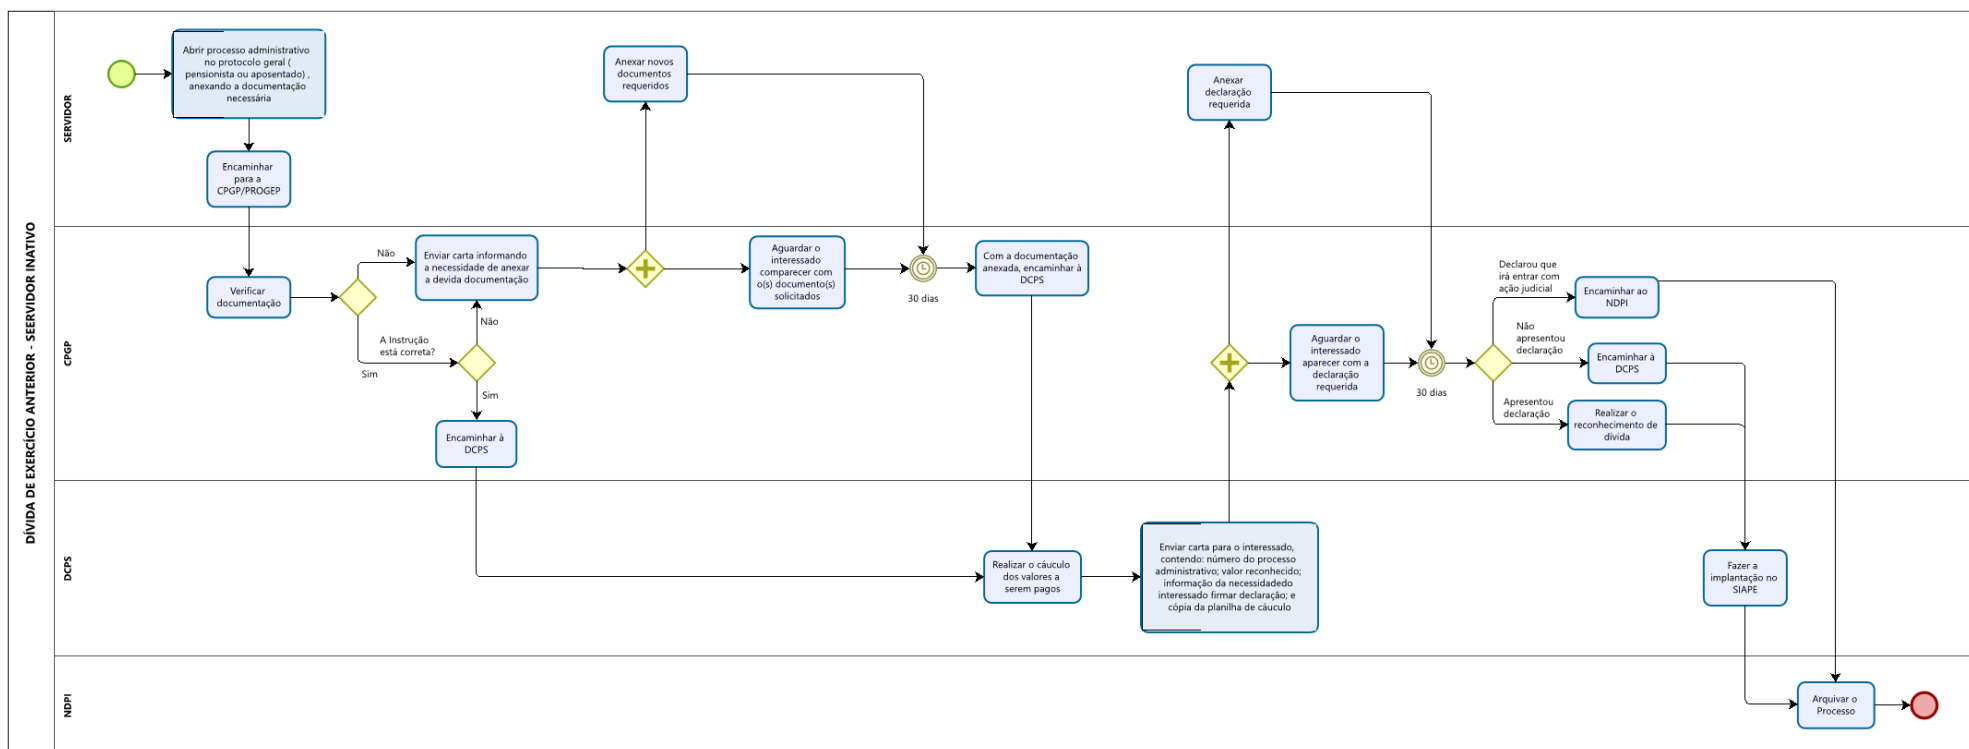 DÍVIDA DE EXERCÍCIO ANTERIOR - SEERVIDOR INATIVO
SERVIDOR
Abrir processo administrativo
no protocolo geral (
pensionista ou aposentado) ,
anexando a documentação
necessária
Encaminhar
para a
CPGP/PROGEP
Anexar novos
documentos
requeridos
Anexar
declaração
requerida
CPGP
Verificar
documentação
Não
Enviar carta informando
a necessidade de anexar
a devida documentação
A Instrução
está correta?
Sim
Não
Sim
Encaminhar à
DCPS
Aguardar o
interessado
comparecer com
o(s) documento(s)
solicitados
30 dias
Com a documentação
anexada, encaminhar à
DCPS
Aguardar o
interessado
aparecer com a
declaração
requerida
30 dias
Declarou que
irá entrar com
ação judicial
Encaminhar ao
NDPI
Não
apresentou
declaração
Encaminhar à
DCPS
Apresentou
declaração
Realizar o
reconhecimento de
dívida
DCPS
Realizar o cáuculo
dos valores a
serem pagos
Enviar carta para o interessado,
contendo: número do processo
administrativo; valor reconhecido;
informação da necessidadedo
interessado firmar declaração; e
cópia da planilha de cáuculo
Fazer a
implantação no
SIAPE
NDPI
Arquivar o
Processo